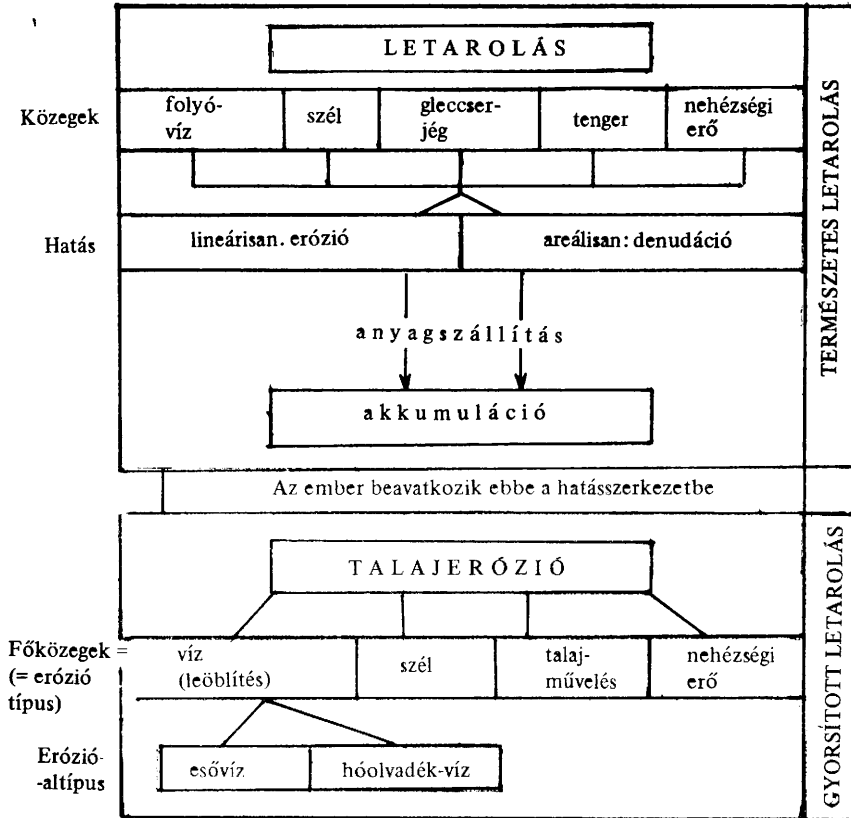 LETAROLÁS
Közegek
folyó-
víz
szél
gleccser-
jég
tenger
nehézségi
erő
Hatás
lineárisan. erózió
areálisan: denudáció
anyagszállítás
akkumuláció
TERMÉSZETES LETAROLÁS
Az ember beavatkozik ebbe a hatásszerkezetbe
TALAJERÓZIÓ
Főközegek =
(= erózió
típus)
víz
(leöblítés)
szél
talaj-
művelés
nehézségi
erő
Erózió-
-altípus
esővíz
hóolvadék-víz
GYORSÍTOTT LETAROLÁS